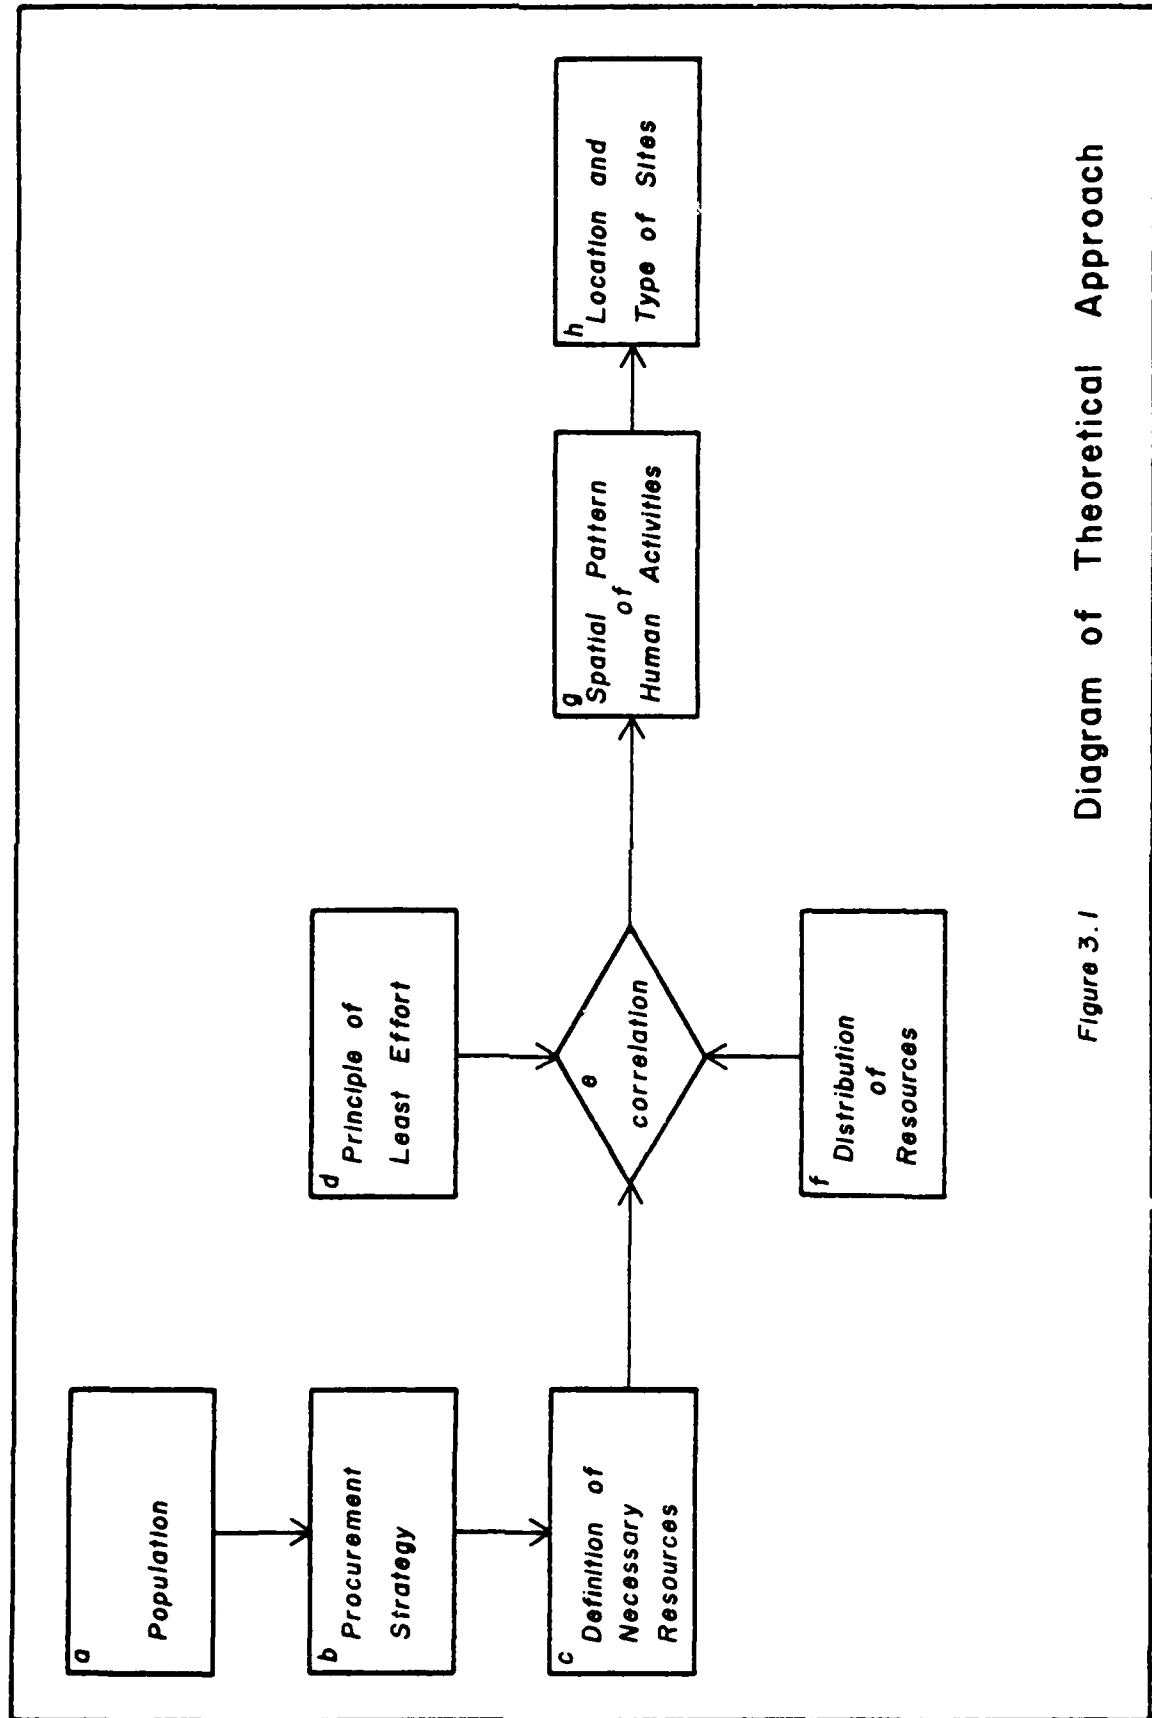 a
Population
b
Procurement
Strategy
c
Definition of
Necessary
Resources
d
Principle of
Least Effort
e
correlation
f
Distribution
of
Resources
g
Spatial Pattern
of
Human Activities
h
Location and
Type of Sites
Figure 3.1 Diagram of Theoretical Approach